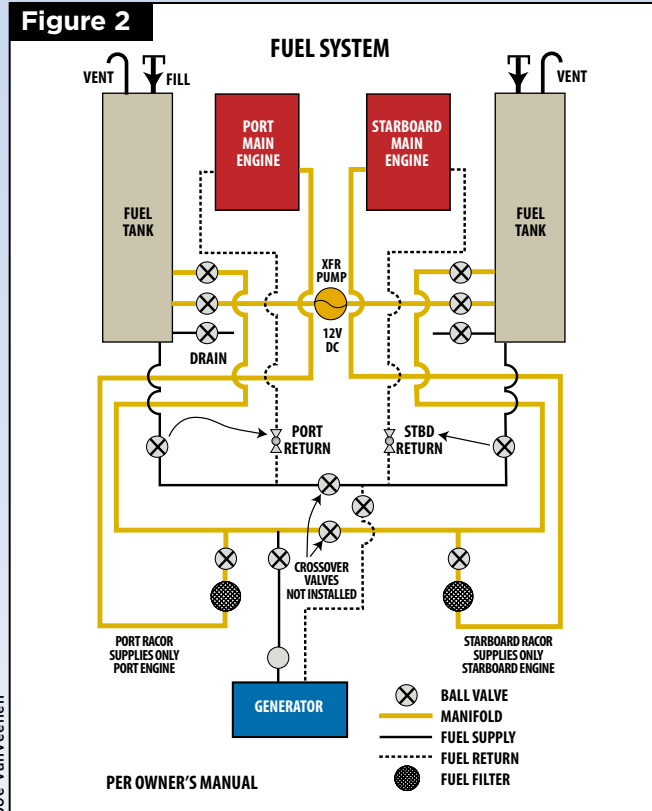 Figure 2
FUEL SYSTEM
VENT
FILL
VENT
PORT
MAIN
ENGINE
STARBOARD
MAIN
ENGINE
FUEL
TANK
FUEL
TANK
XFR
PUMP
12V
DC
DRAIN
PORT
RETURN
STBD
RETURN
CROSSOVER
VALVES
NOT INSTALLED
PORT RACOR
SUPPLIES ONLY
PORT ENGINE
STARBOARD RACOR
SUPPLIES ONLY
STARBOARD ENGINE
GENERATOR
BALL VALVE
MANIFOLD
FUEL SUPPLY
FUEL RETURN
FUEL FILTER
PER OWNER'S MANUAL